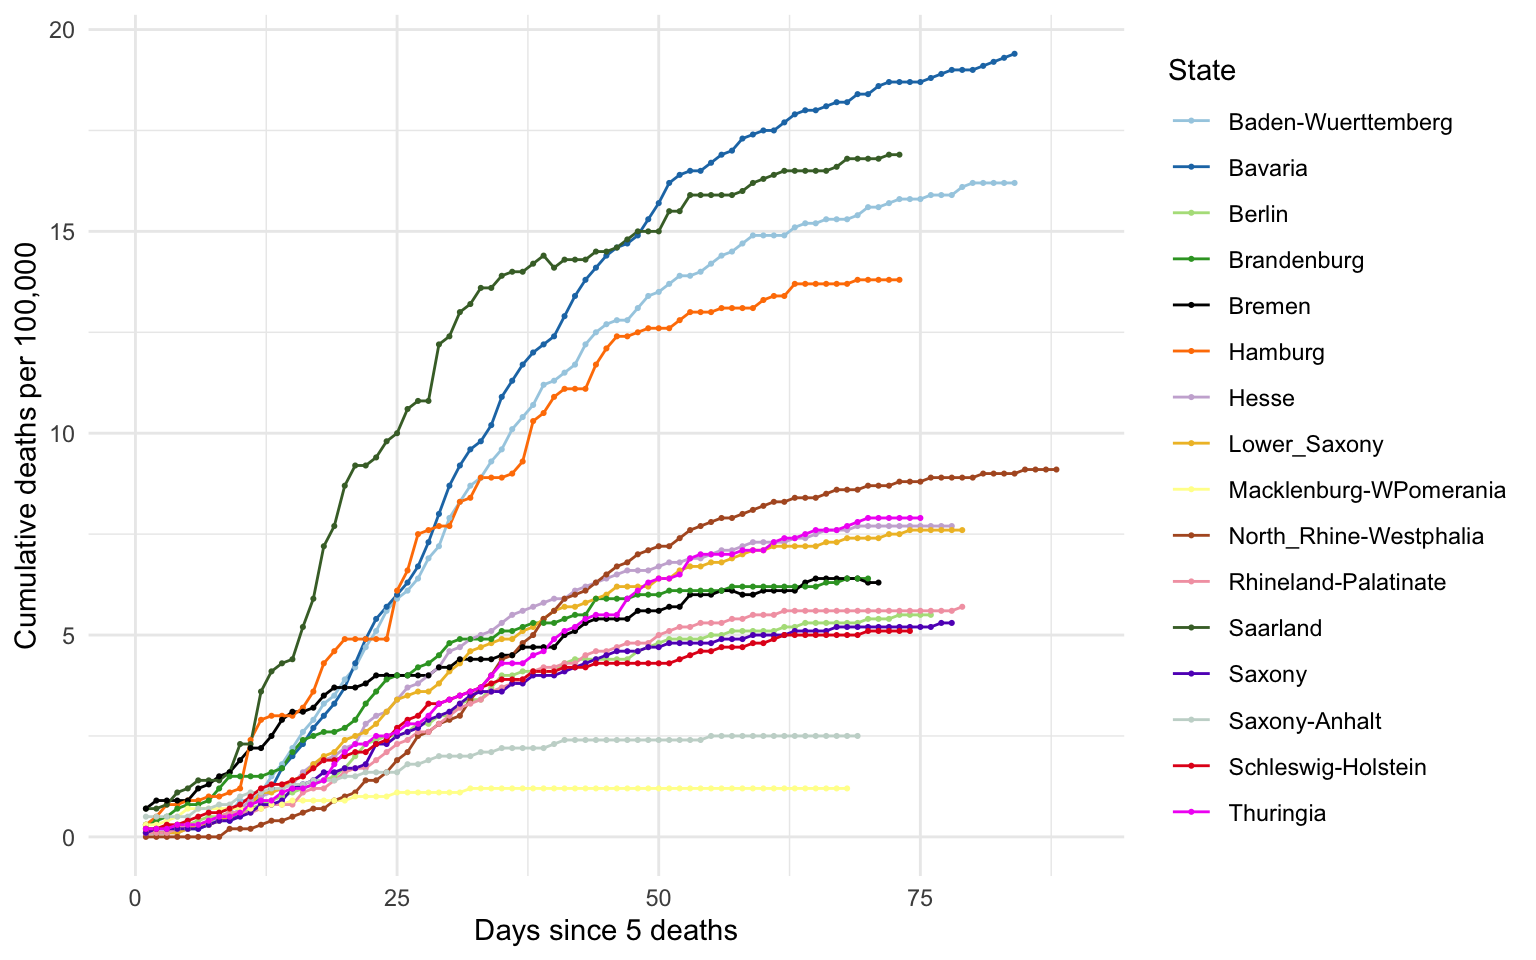 Cumulative deaths per 100,000
20
15
10
5
0
0 25 50 75
Days since 5 deaths
State
Baden-Wuerttemberg
Bavaria
Berlin
Brandenburg
Bremen
Hamburg
Hesse
Lower_Saxony
Macklenburg-WPomerania
North_Rhine-Westphalia
Rhineland-Palatinate
Saarland
Saxony
Saxony-Anhalt
Schleswig-Holstein
Thuringia